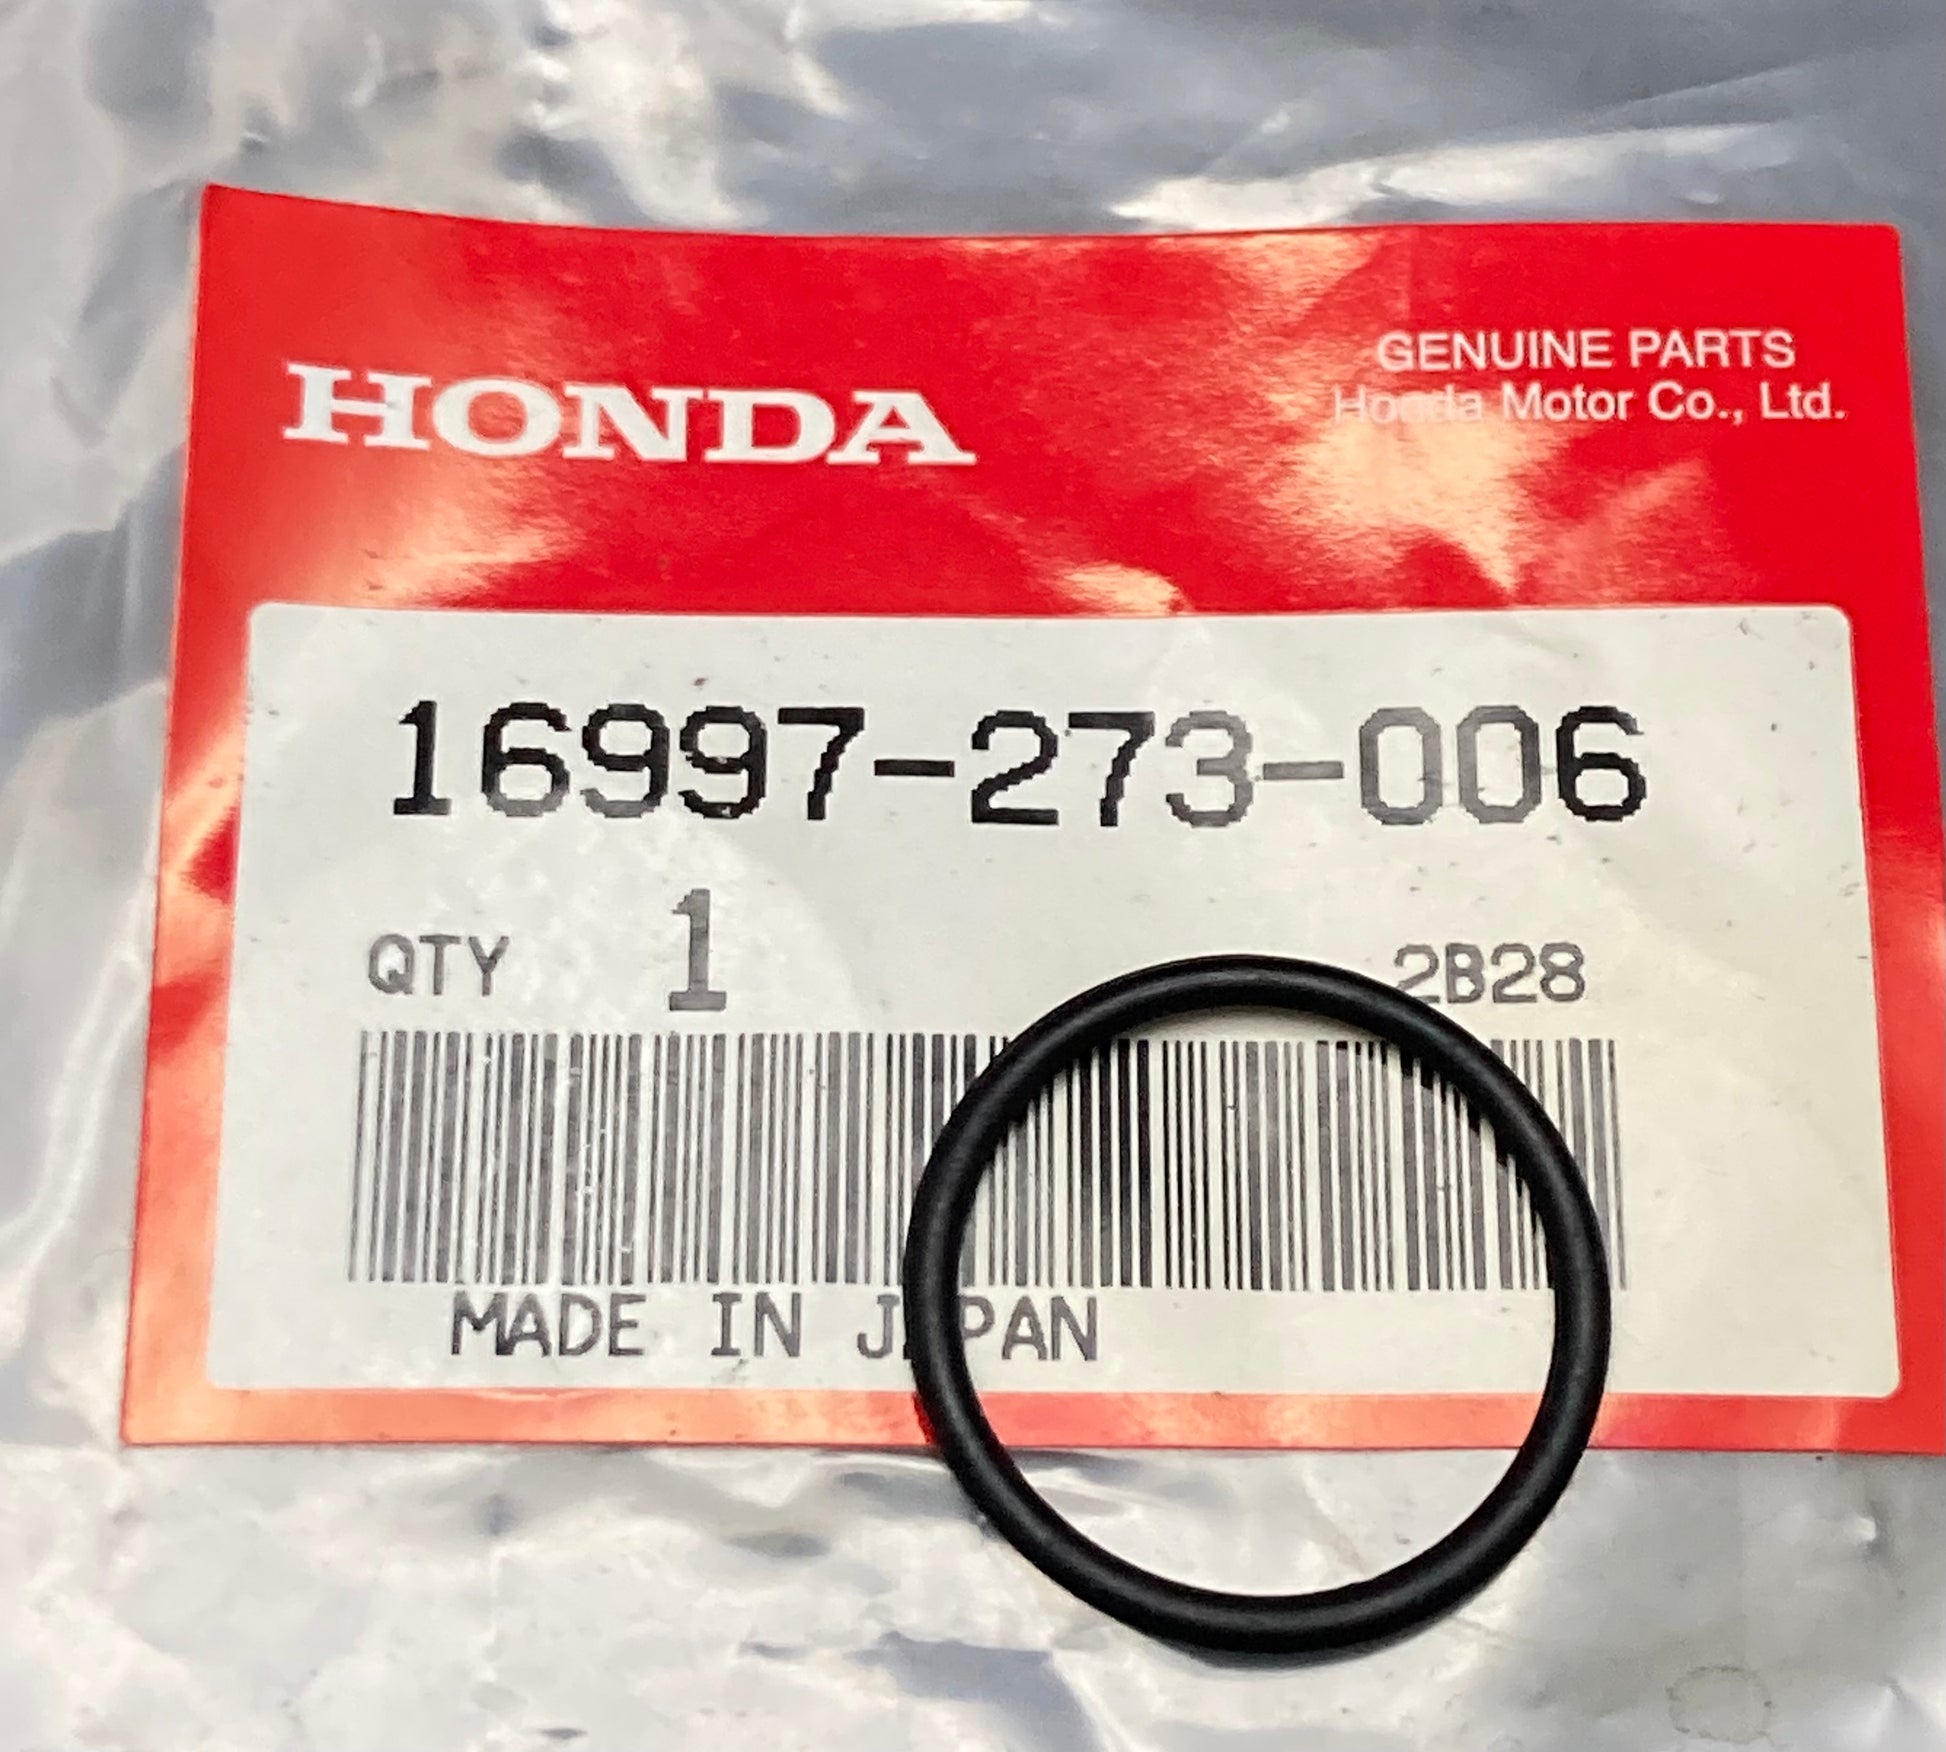 HONDA
GENUINE PARTS
Honda Motor Co., Ltd.
16997-273-006
QTY 1 2B28
MADE IN JAPAN